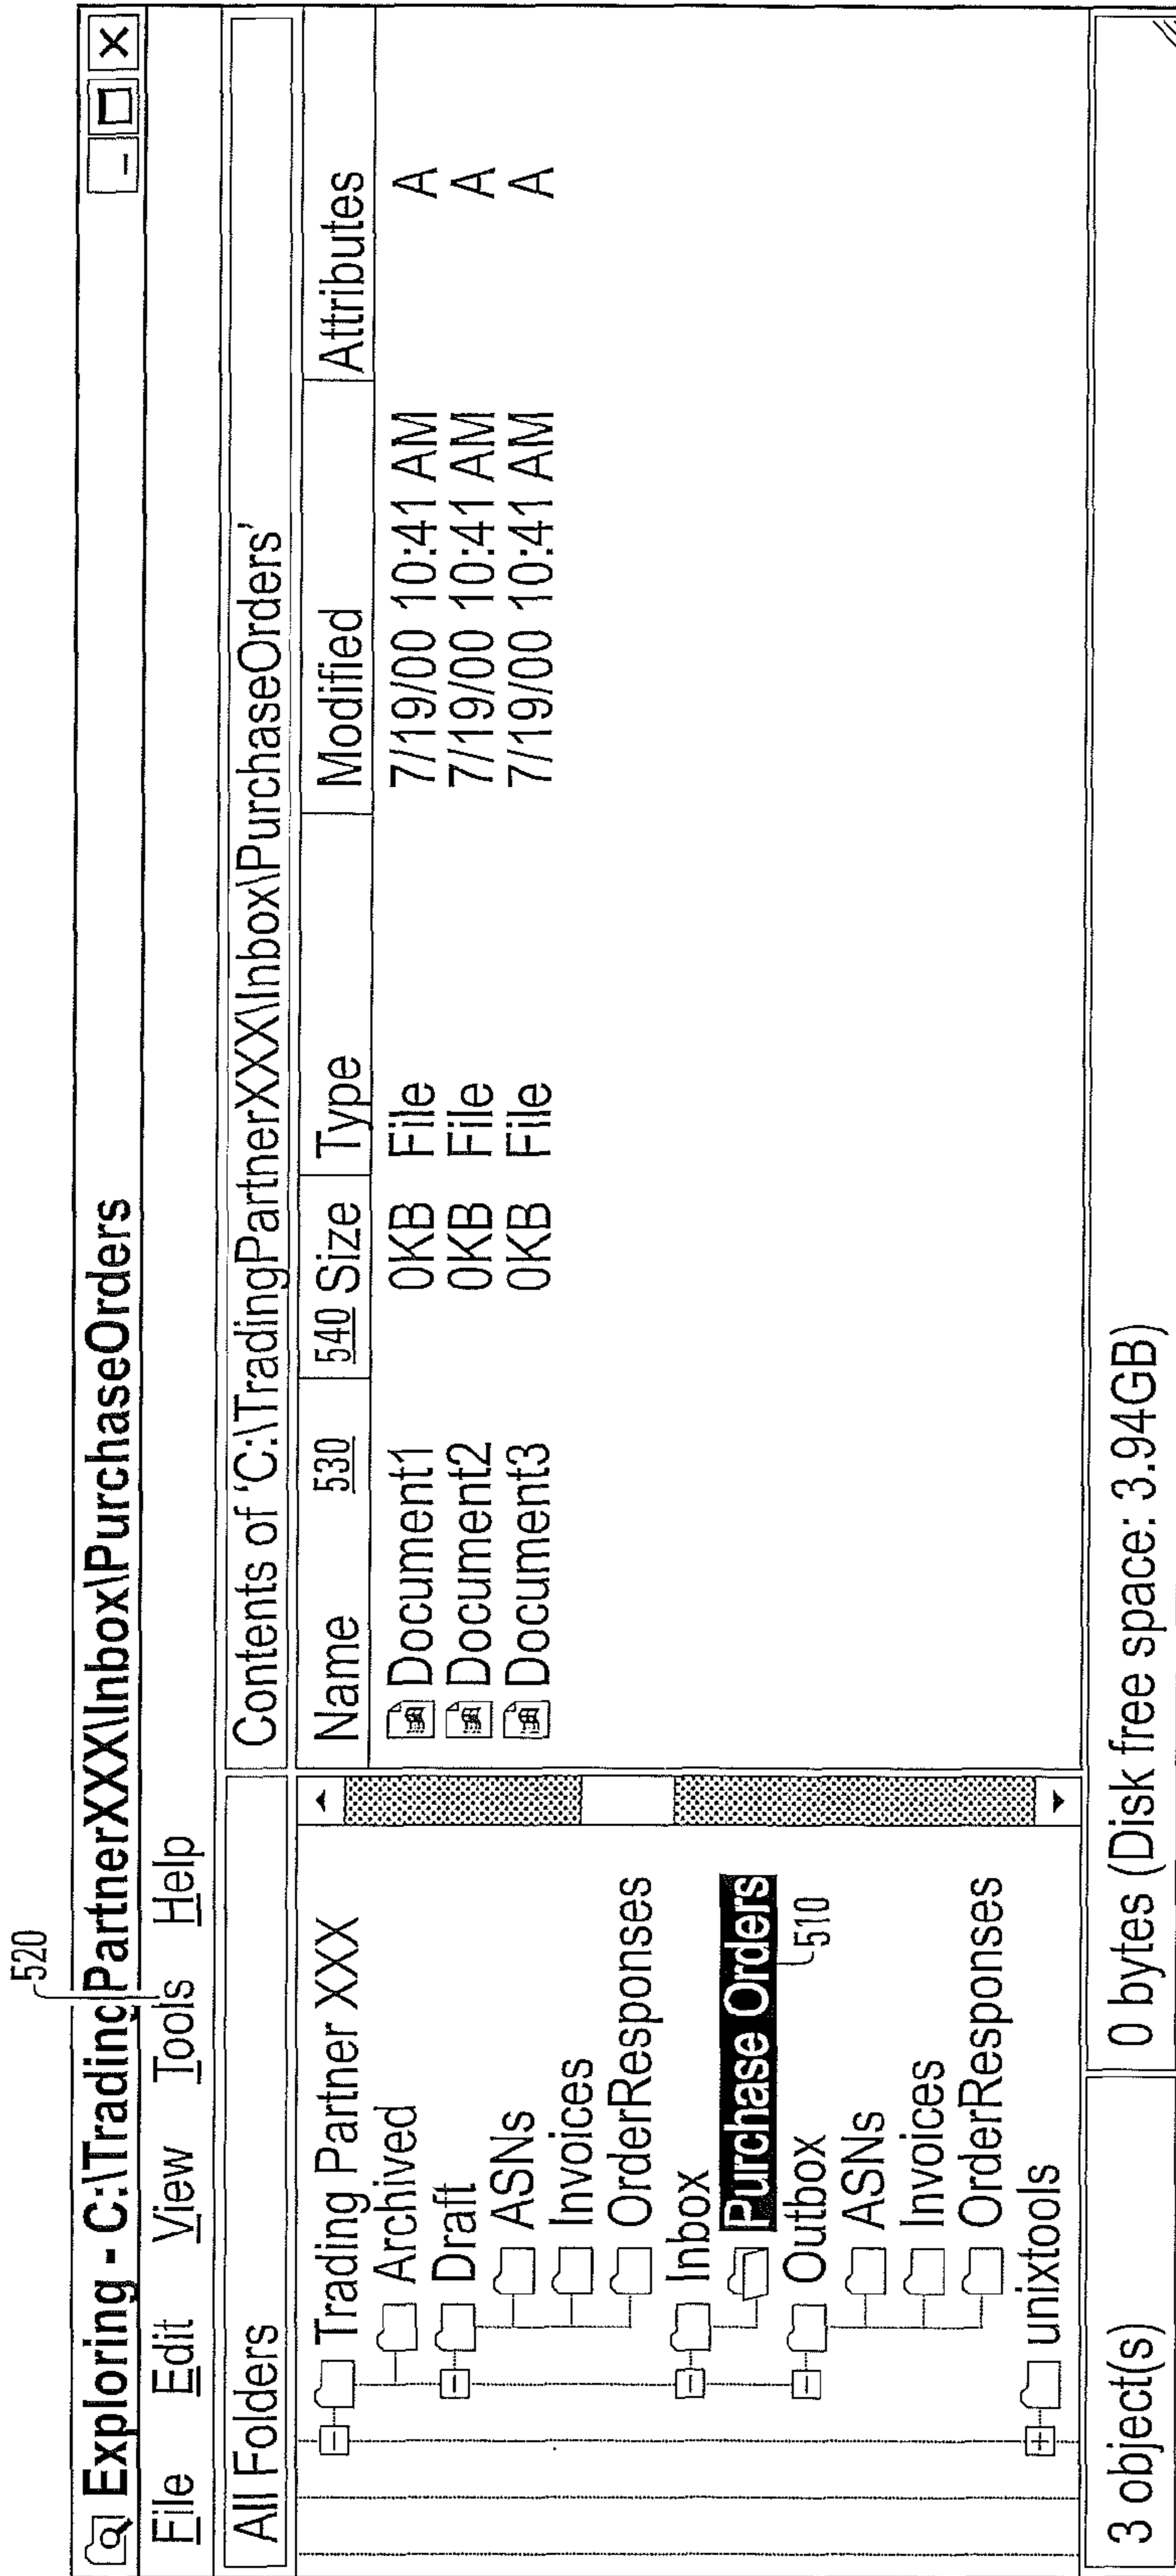 520
Exploring - C:\TradingPartnerXXX\Inbox\PurchaseOrders
File Edit View Tools Help
All Folders
Contents of 'C:\TradingPartnerXXX\Inbox\PurchaseOrders'
Trading Partner XXX
Archived
Draft
ASNs
Invoices
OrderResponses
Inbox
Purchase Orders
510
Outbox
ASNs
Invoices
OrderResponses
unixtools
Name 530 540 Size Type Modified Attributes
Document1 0KB File 7/19/00 10:41 AM A
Document2 0KB File 7/19/00 10:41 AM A
Document3 0KB File 7/19/00 10:41 AM A
3 object(s) 0 bytes (Disk free space: 3.94GB)